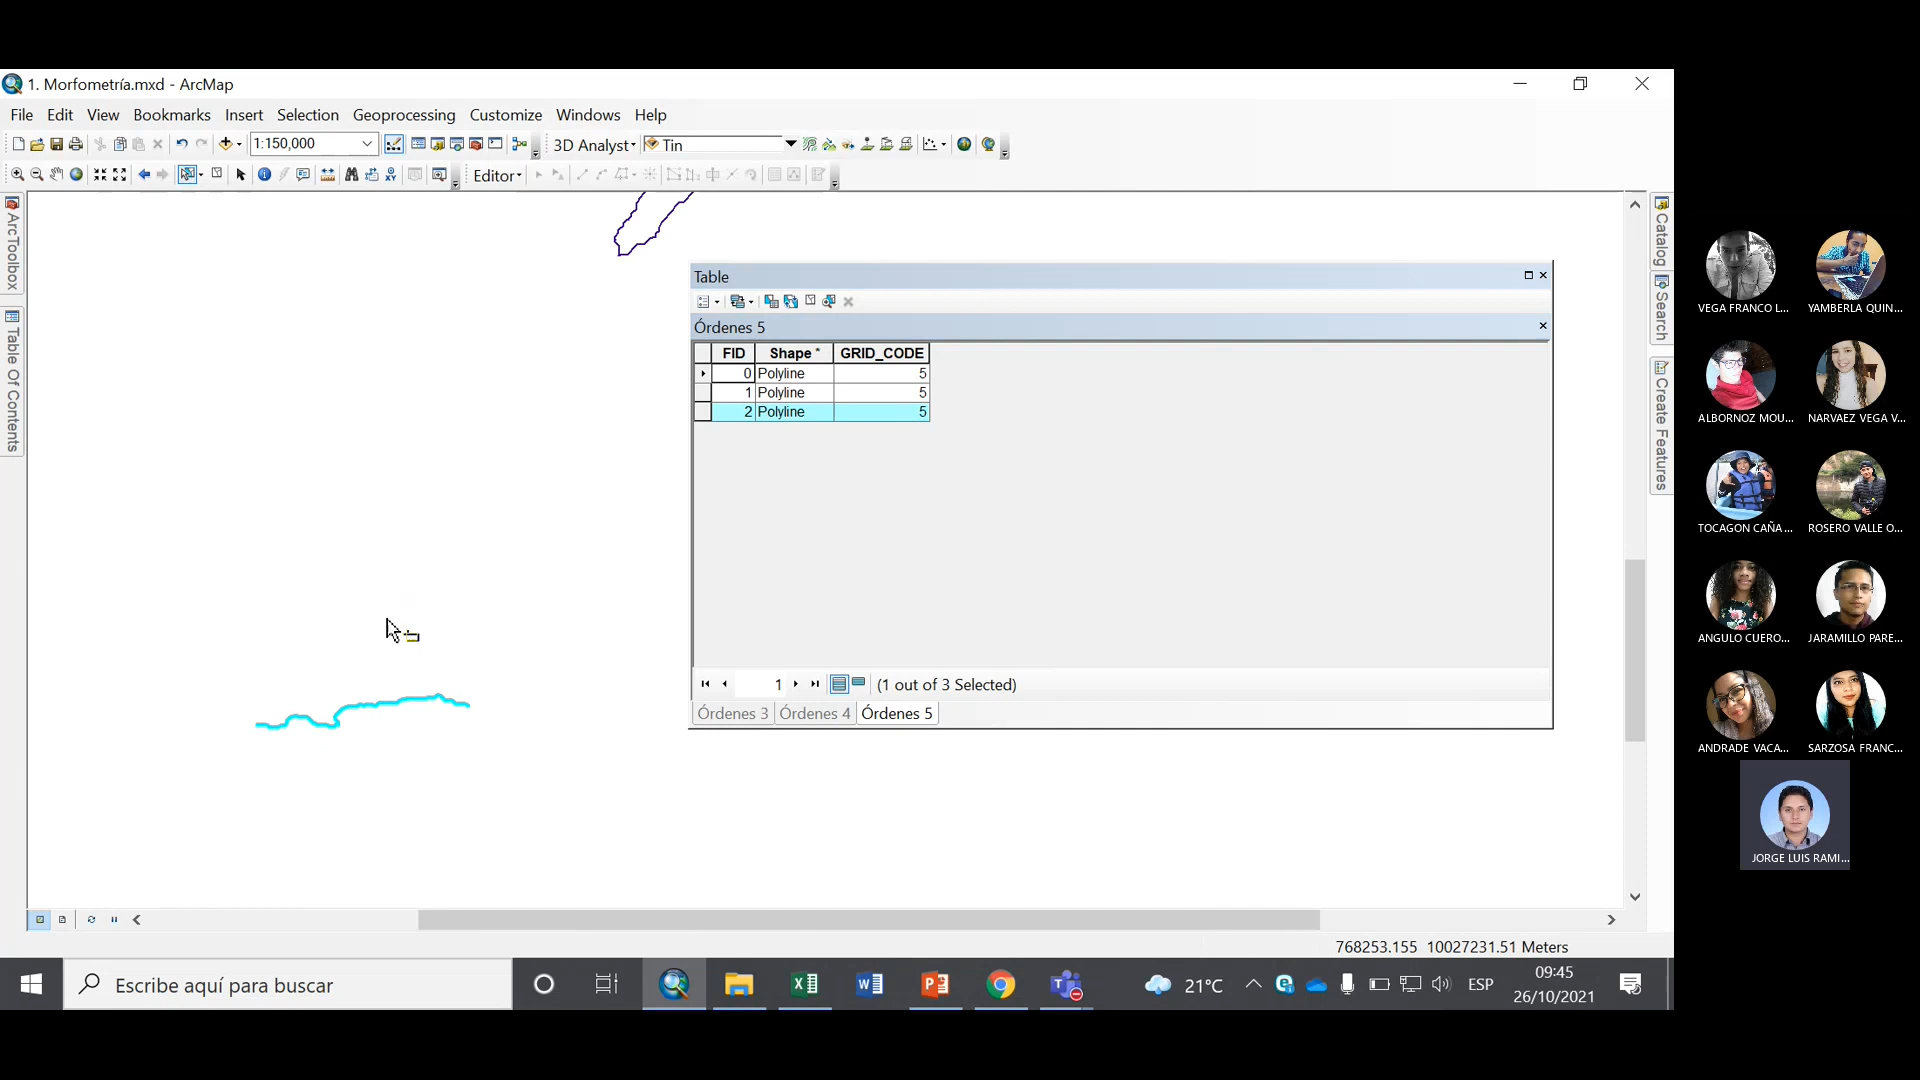 1. Morfometría.mxd - ArcMap
File Edit View Bookmarks Insert Selection Geoprocessing Customize Windows Help
1:150,000 3D Analyst Tin
Editor
ArcToolbox
Table Of Contents
Catalog
Search
Create Features
Table
Órdenes 5
FID Shape * GRID_CODE
0 Polyline 5
1 Polyline 5
2 Polyline 5
1 (1 out of 3 Selected)
Órdenes 3 Órdenes 4 Órdenes 5
768253.155 10027231.51 Meters
Escribe aquí para buscar
21°C ESP
09:45
26/10/2021
VEGA FRANCO L... YAMBERLA QUIN...
ALBORNOZ MOU... NARVAEZ VEGA V...
TOCAGON CAÑA... ROSERO VALLE O...
ANGULO CUERO... JARAMILLO PARE...
ANDRADE VACA... SARZOSA FRANC...
JORGE LUIS RAMI...